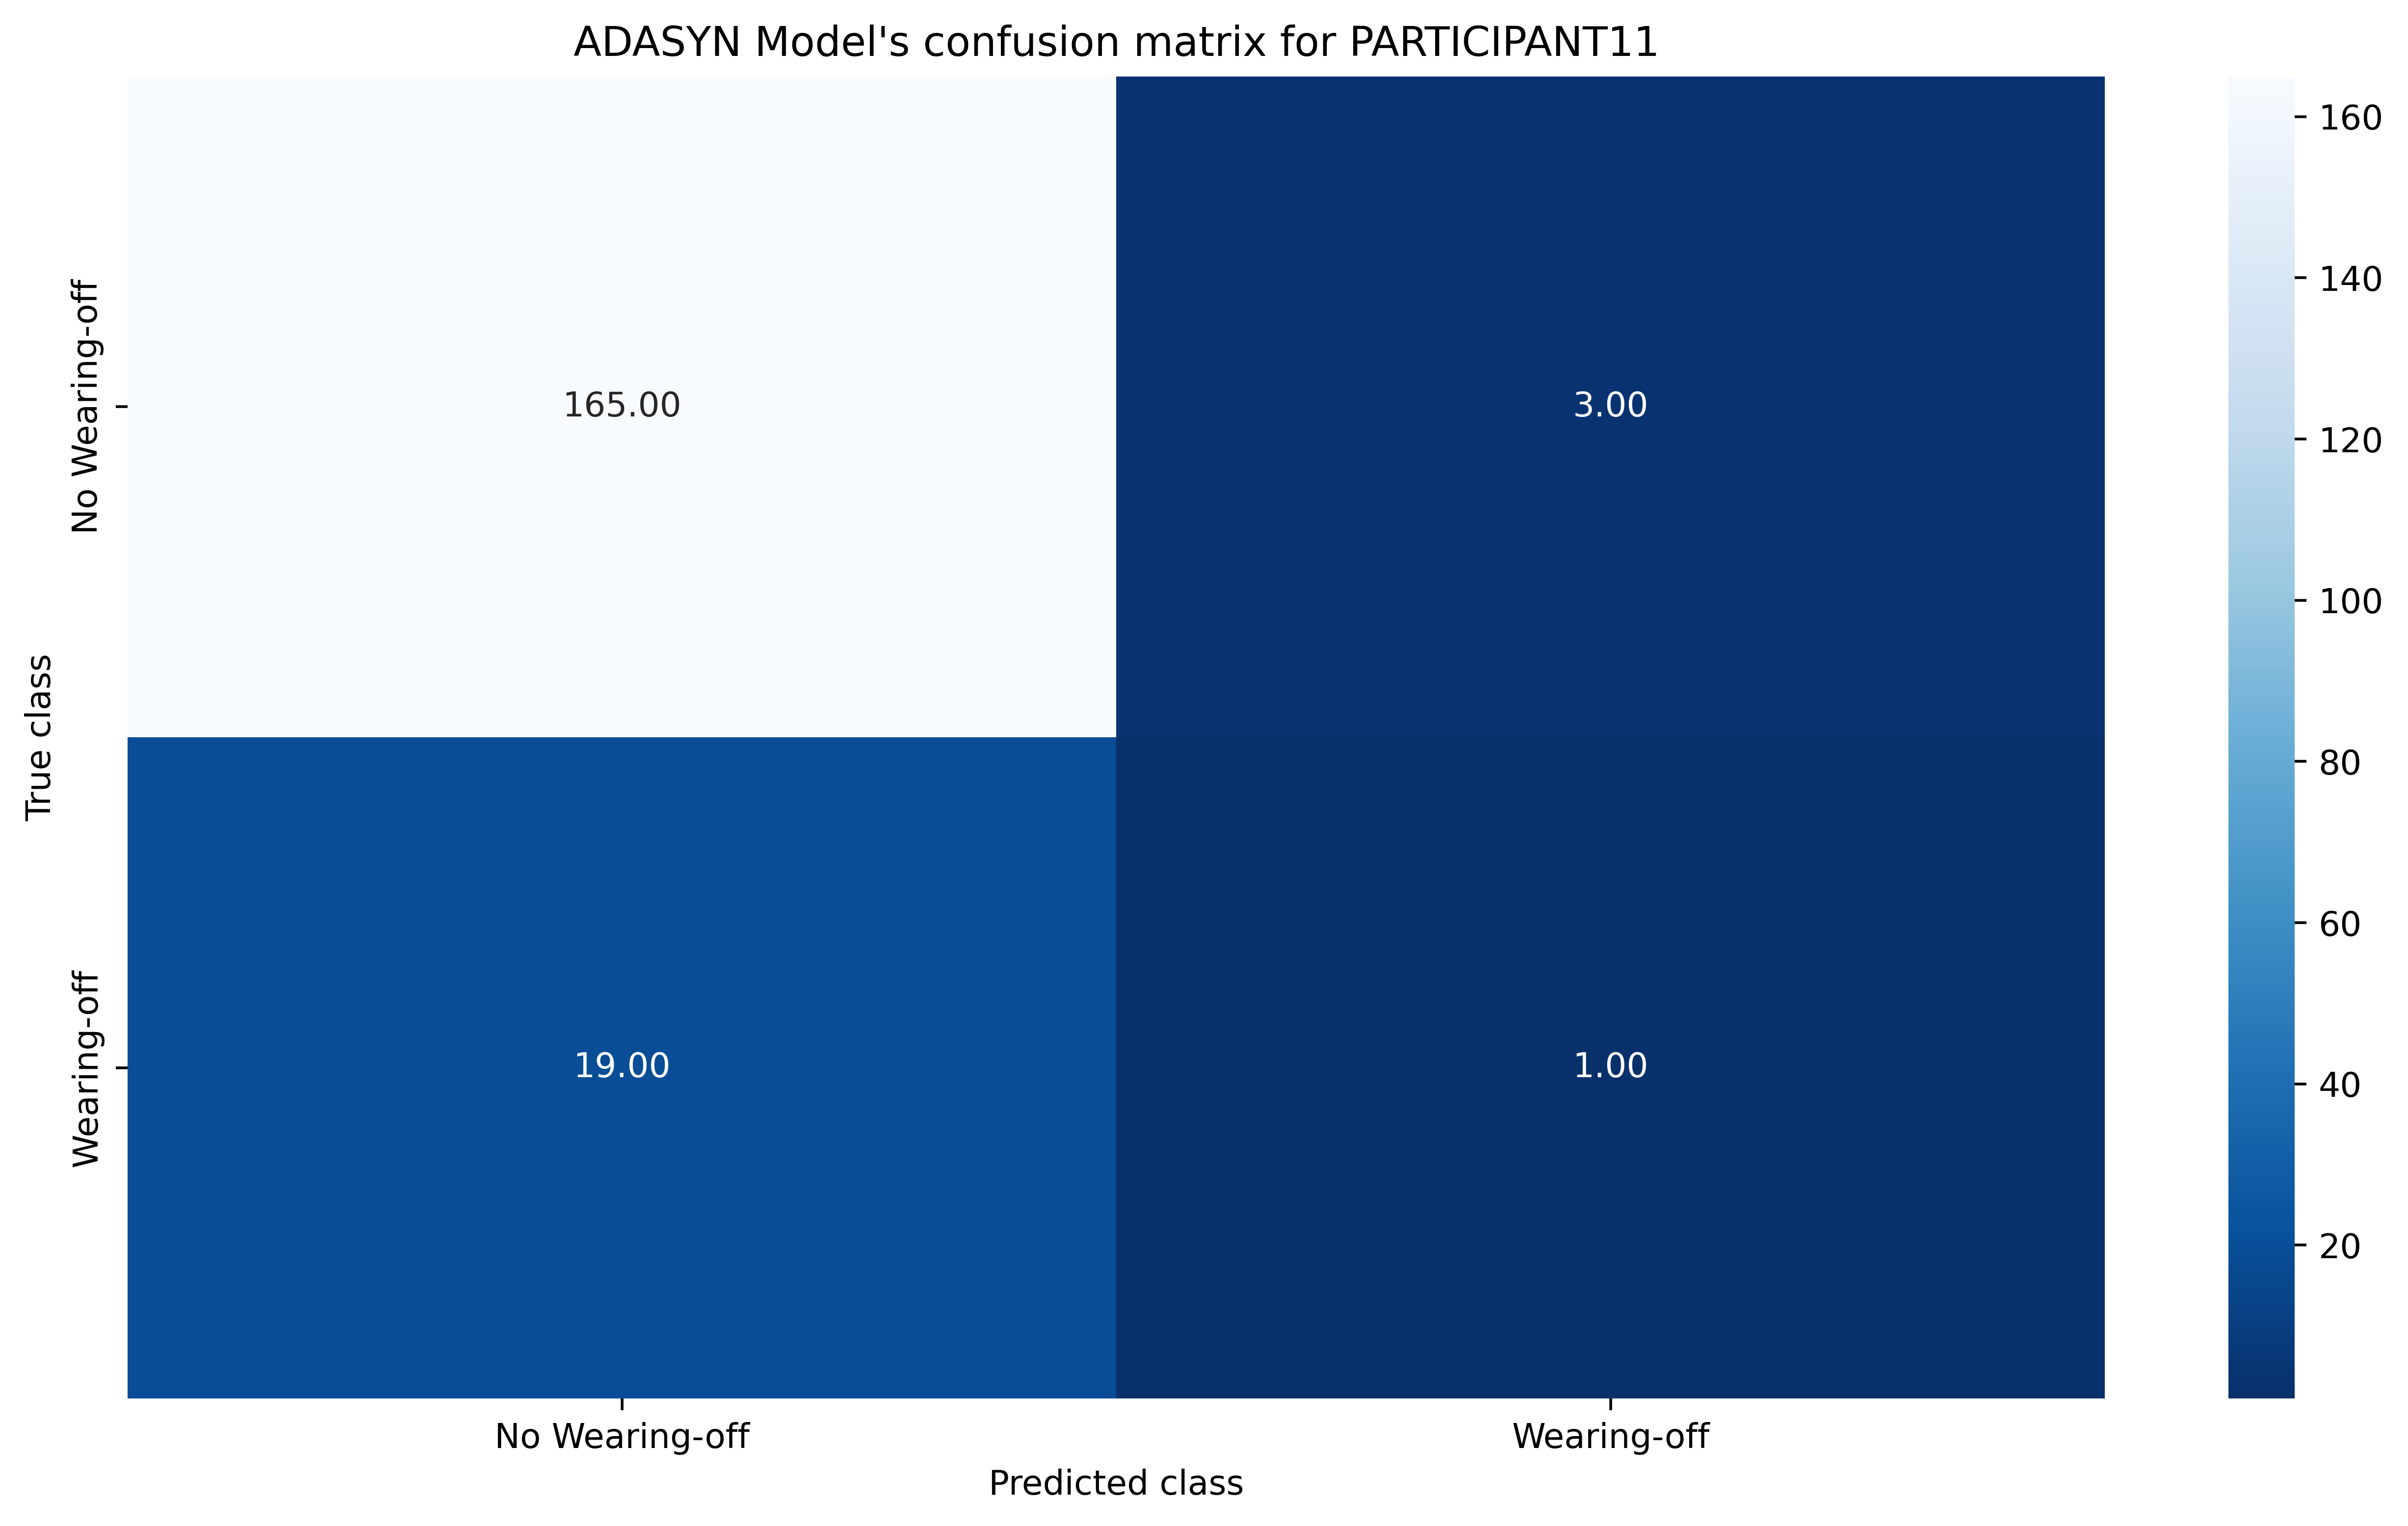 ADASYN Model's confusion matrix for PARTICIPANT11
True class
No Wearing-off
Wearing-off
165.00
3.00
19.00
1.00
No Wearing-off
Wearing-off
Predicted class
160
140
120
100
80
60
40
20